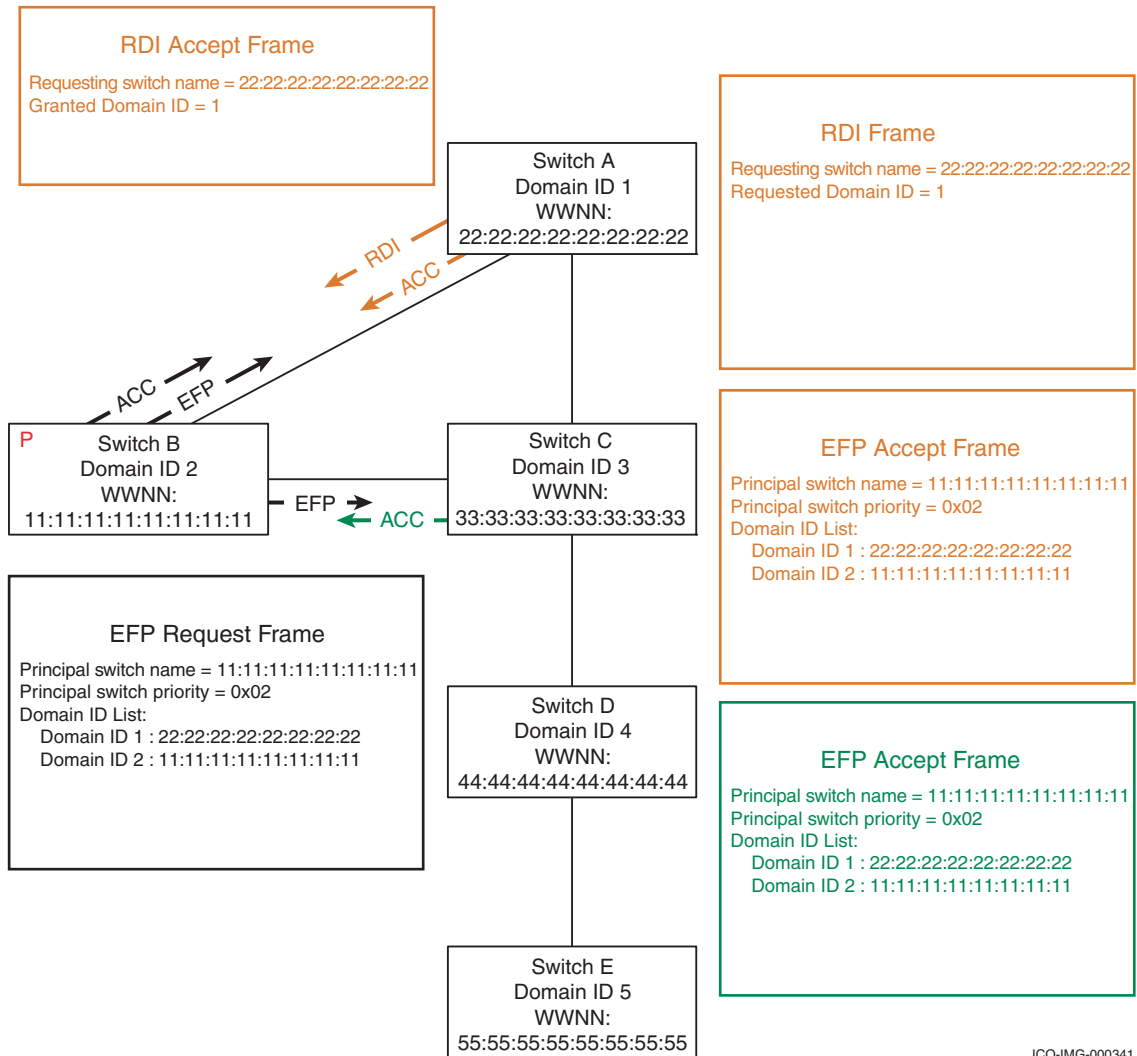 RDI Accept Frame
Requesting switch name = 22:22:22:22:22:22:22:22
Granted Domain ID = 1
Switch A
Domain ID 1
WWNN:
22:22:22:22:22:22:22:22
RDI Frame
Requesting switch name = 22:22:22:22:22:22:22:22
Requested Domain ID = 1
RDI
ACC
ACC
EFP
P
Switch B
Domain ID 2
WWNN:
11:11:11:11:11:11:11:11
EFP
ACC
Switch C
Domain ID 3
WWNN:
33:33:33:33:33:33:33:33
EFP Accept Frame
Principal switch name = 11:11:11:11:11:11:11:11
Principal switch priority = 0x02
Domain ID List:
Domain ID 1 : 22:22:22:22:22:22:22:22
Domain ID 2 : 11:11:11:11:11:11:11:11
EFP Request Frame
Principal switch name = 11:11:11:11:11:11:11:11
Principal switch priority = 0x02
Domain ID List:
Domain ID 1 : 22:22:22:22:22:22:22:22
Domain ID 2 : 11:11:11:11:11:11:11:11
Switch D
Domain ID 4
WWNN:
44:44:44:44:44:44:44:44
EFP Accept Frame
Principal switch name = 11:11:11:11:11:11:11:11
Principal switch priority = 0x02
Domain ID List:
Domain ID 1 : 22:22:22:22:22:22:22:22
Domain ID 2 : 11:11:11:11:11:11:11:11
Switch E
Domain ID 5
WWNN:
55:55:55:55:55:55:55:55
ICO-IMG-000341